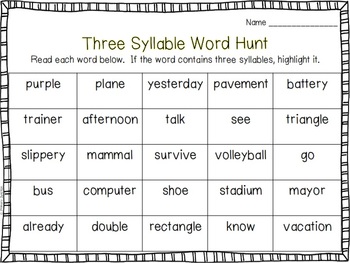 Name
Three Syllable Word Hunt
Read each word below. If the word contains three syllables, highlight it.
purple plane yesterday pavement battery
trainer afternoon talk see triangle
slippery mammal survive volleyball go
bus computer shoe stadium mayor
already double rectangle know vacation